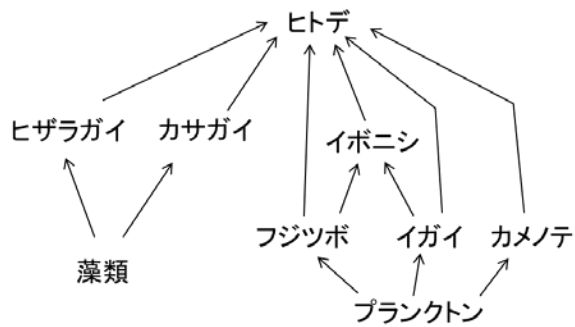 ヒトデ
ヒザラガイ カサガイ
イボニシ
フジツボ イガイ カメノテ
藻類
プランクトン